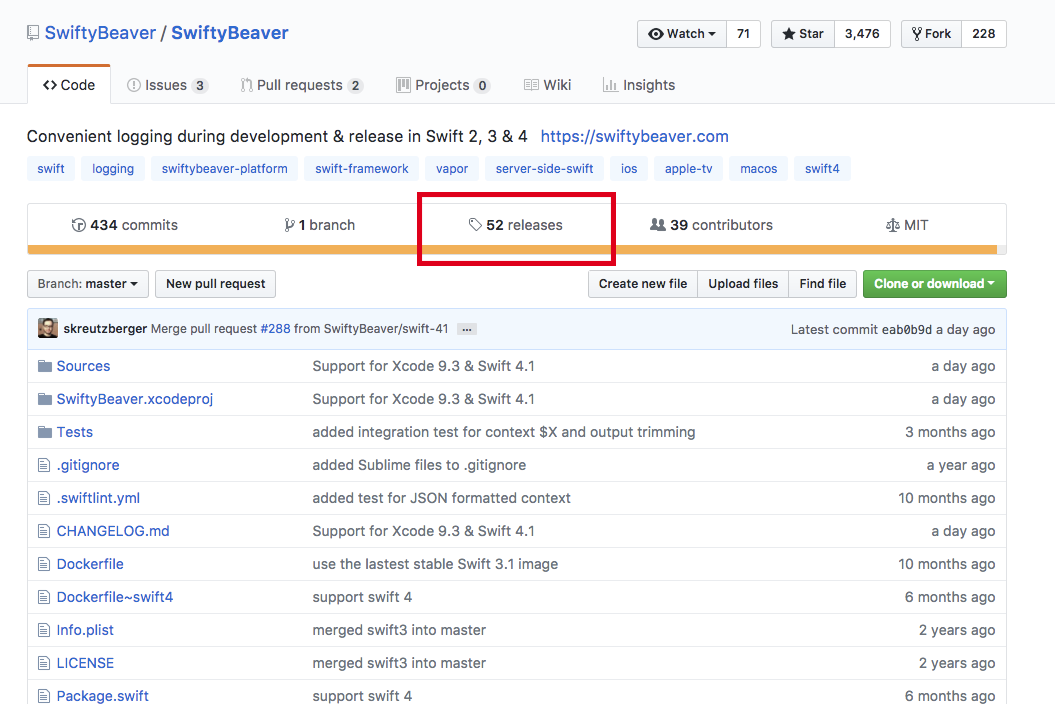 SwiftyBeaver / SwiftyBeaver
Watch 71 Star 3,476 Fork 228
Code Issues 3 Pull requests 2 Projects 0 Wiki Insights
Convenient logging during development & release in Swift 2, 3 & 4 https://swiftybeaver.com
swift logging swiftybeaver-platform swift-framework vapor server-side-swift ios apple-tv macos swift4
434 commits 1 branch 52 releases 39 contributors MIT
Branch: master New pull request Create new file Upload files Find file Clone or download
skreutzberger Merge pull request #288 from SwiftyBeaver/swift-41 ... Latest commit eab0b9d a day ago
Sources Support for Xcode 9.3 & Swift 4.1 a day ago
SwiftyBeaver.xcodeproj Support for Xcode 9.3 & Swift 4.1 a day ago
Tests added integration test for context $X and output trimming 3 months ago
.gitignore added Sublime files to .gitignore a year ago
.swiftlint.yml added test for JSON formatted context 10 months ago
CHANGELOG.md Support for Xcode 9.3 & Swift 4.1 a day ago
Dockerfile use the lastest stable Swift 3.1 image 10 months ago
Dockerfile~swift4 support swift 4 6 months ago
Info.plist merged swift3 into master 2 years ago
LICENSE merged swift3 into master 2 years ago
Package.swift support swift 4 6 months ago